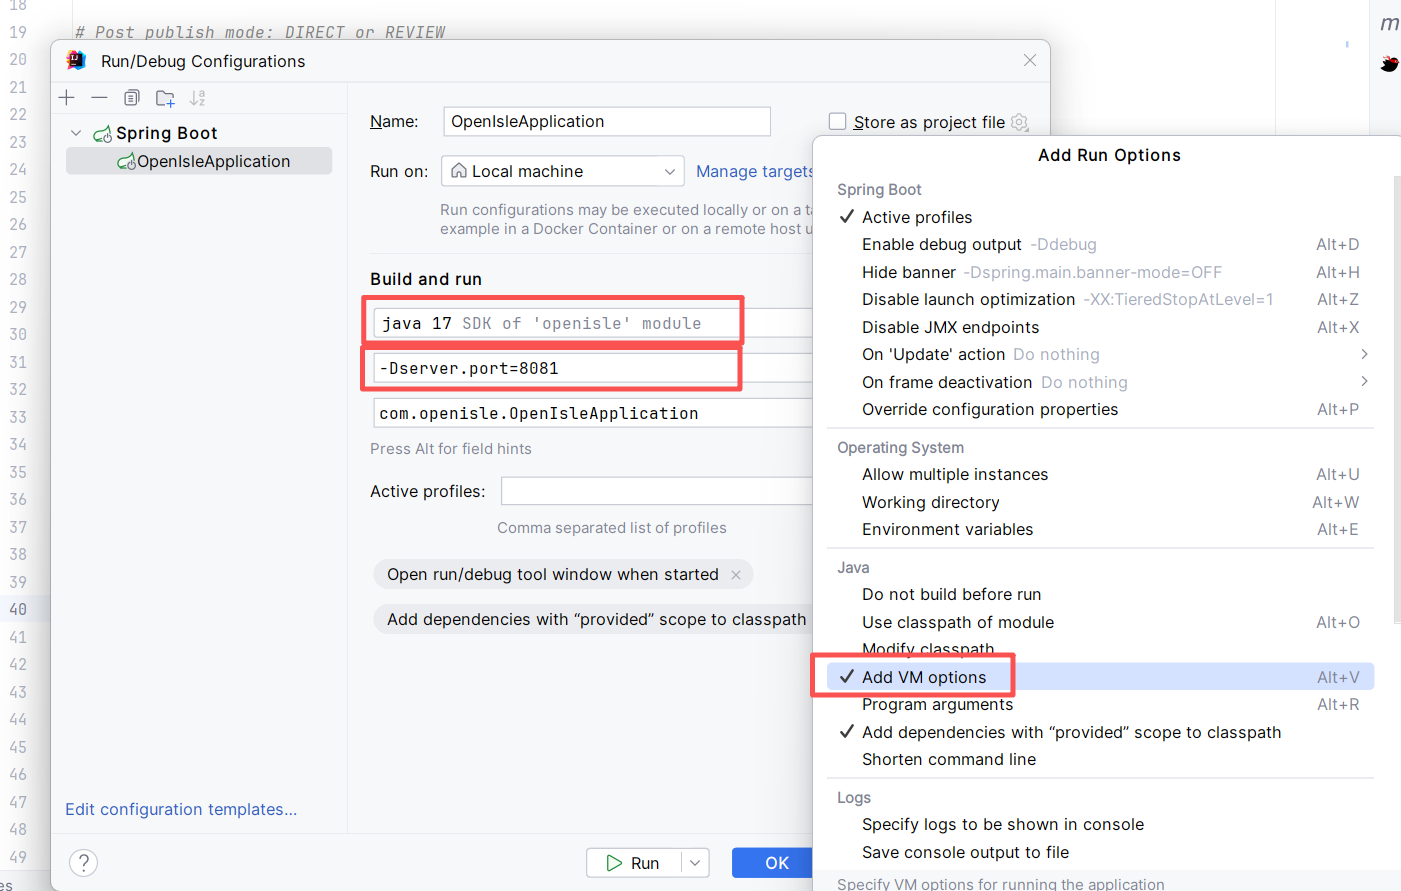 18
19 # Post publish mode: DIRECT or REVIEW
20
21
22
23
24
25
26
27
28
29
30
31
32
33
34
35
36
37
38
39
40
41
42
43
44
45
46
47
48
49
es
m
Run/Debug Configurations
Spring Boot
OpenIsleApplication
Edit configuration templates...
?
Name: OpenIsleApplication
Store as project file
Run on: Local machine
Manage targets
Run configurations may be executed locally or on a ta
example in a Docker Container or on a remote host u
Build and run
java 17 SDK of 'openisle' module
-Dserver.port=8081
com.openisle.OpenIsleApplication
Press Alt for field hints
Active profiles:
Comma separated list of profiles
Open run/debug tool window when started ×
Add dependencies with “provided” scope to classpath
Run
OK
Add Run Options
Spring Boot
✓ Active profiles
Enable debug output -Ddebug Alt+D
Hide banner -Dspring.main.banner-mode=OFF Alt+H
Disable launch optimization -XX:TieredStopAtLevel=1 Alt+Z
Disable JMX endpoints Alt+X
On 'Update' action Do nothing >
On frame deactivation Do nothing >
Override configuration properties Alt+P
Operating System
Allow multiple instances Alt+U
Working directory Alt+W
Environment variables Alt+E
Java
Do not build before run
Use classpath of module Alt+O
Modify classpath
✓ Add VM options Alt+V
Program arguments Alt+R
✓ Add dependencies with “provided” scope to classpath
Shorten command line
Logs
Specify logs to be shown in console
Save console output to file
Specify VM options for running the application